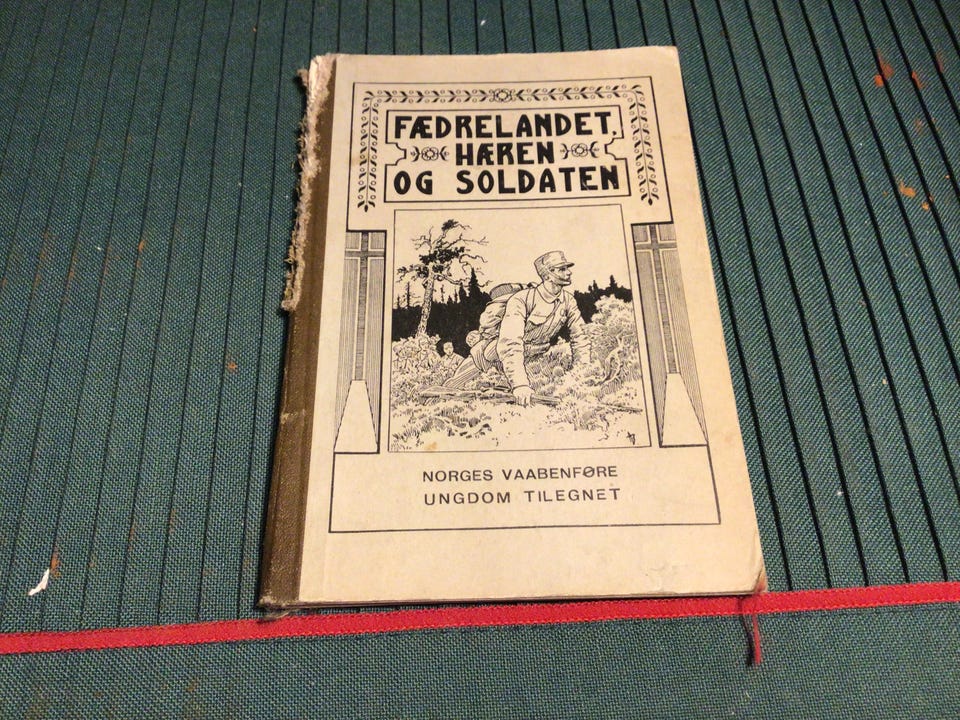 FÆDRELANDET,
HÆREN
OG SOLDATEN
NORGES VAABENFØRE
UNGDOM TILEGNET